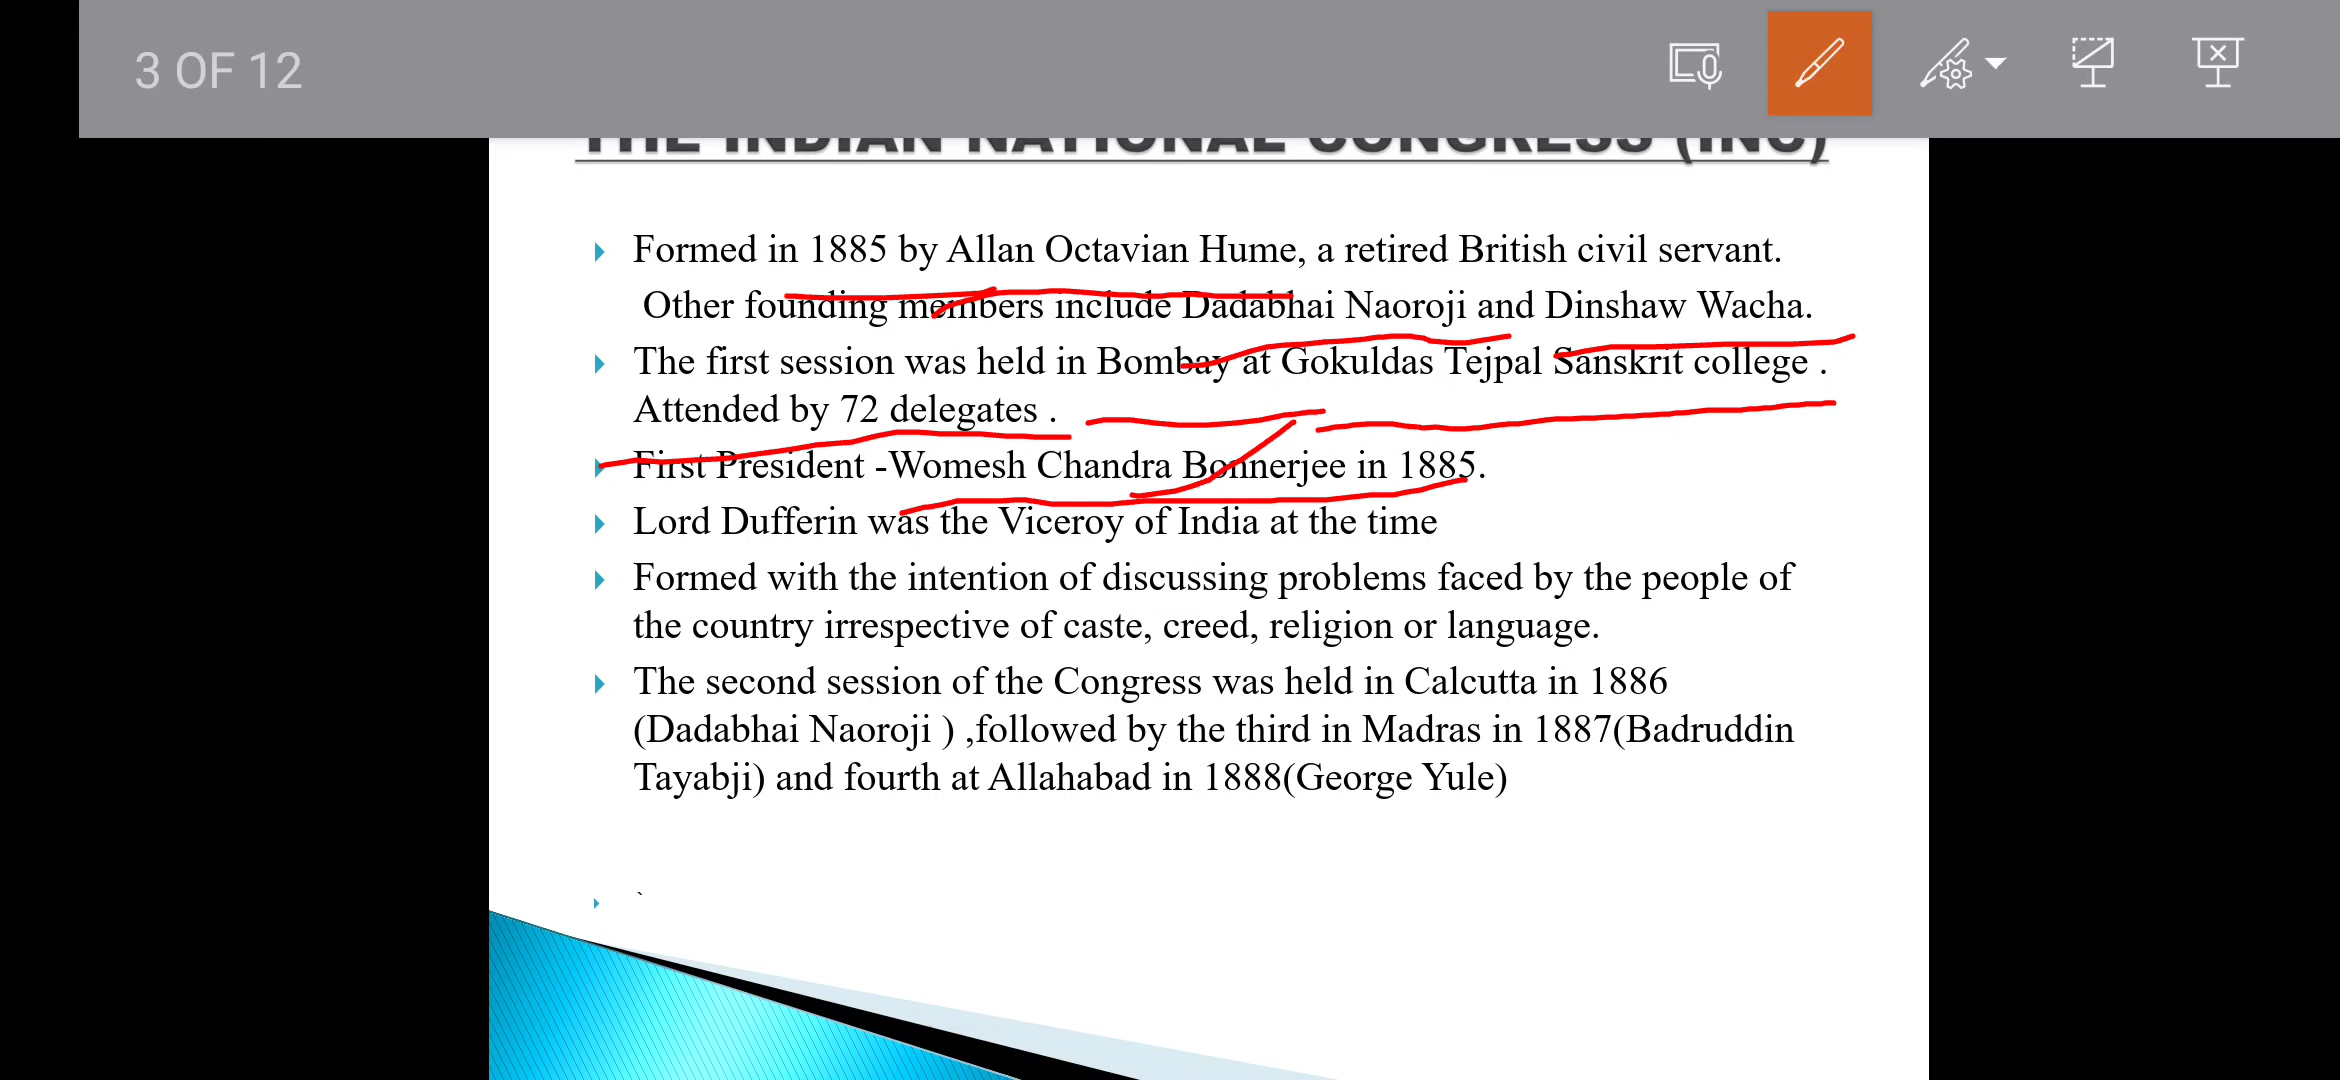 3 OF 12
THE INDIAN NATIONAL CONGRESS (INC)
Formed in 1885 by Allan Octavian Hume, a retired British civil servant.
Other founding members include Dadabhai Naoroji and Dinshaw Wacha.
The first session was held in Bombay at Gokuldas Tejpal Sanskrit college .
Attended by 72 delegates .
First President -Womesh Chandra Bonnerjee in 1885.
Lord Dufferin was the Viceroy of India at the time
Formed with the intention of discussing problems faced by the people of
the country irrespective of caste, creed, religion or language.
The second session of the Congress was held in Calcutta in 1886
(Dadabhai Naoroji ) ,followed by the third in Madras in 1887(Badruddin
Tayabji) and fourth at Allahabad in 1888(George Yule)
`